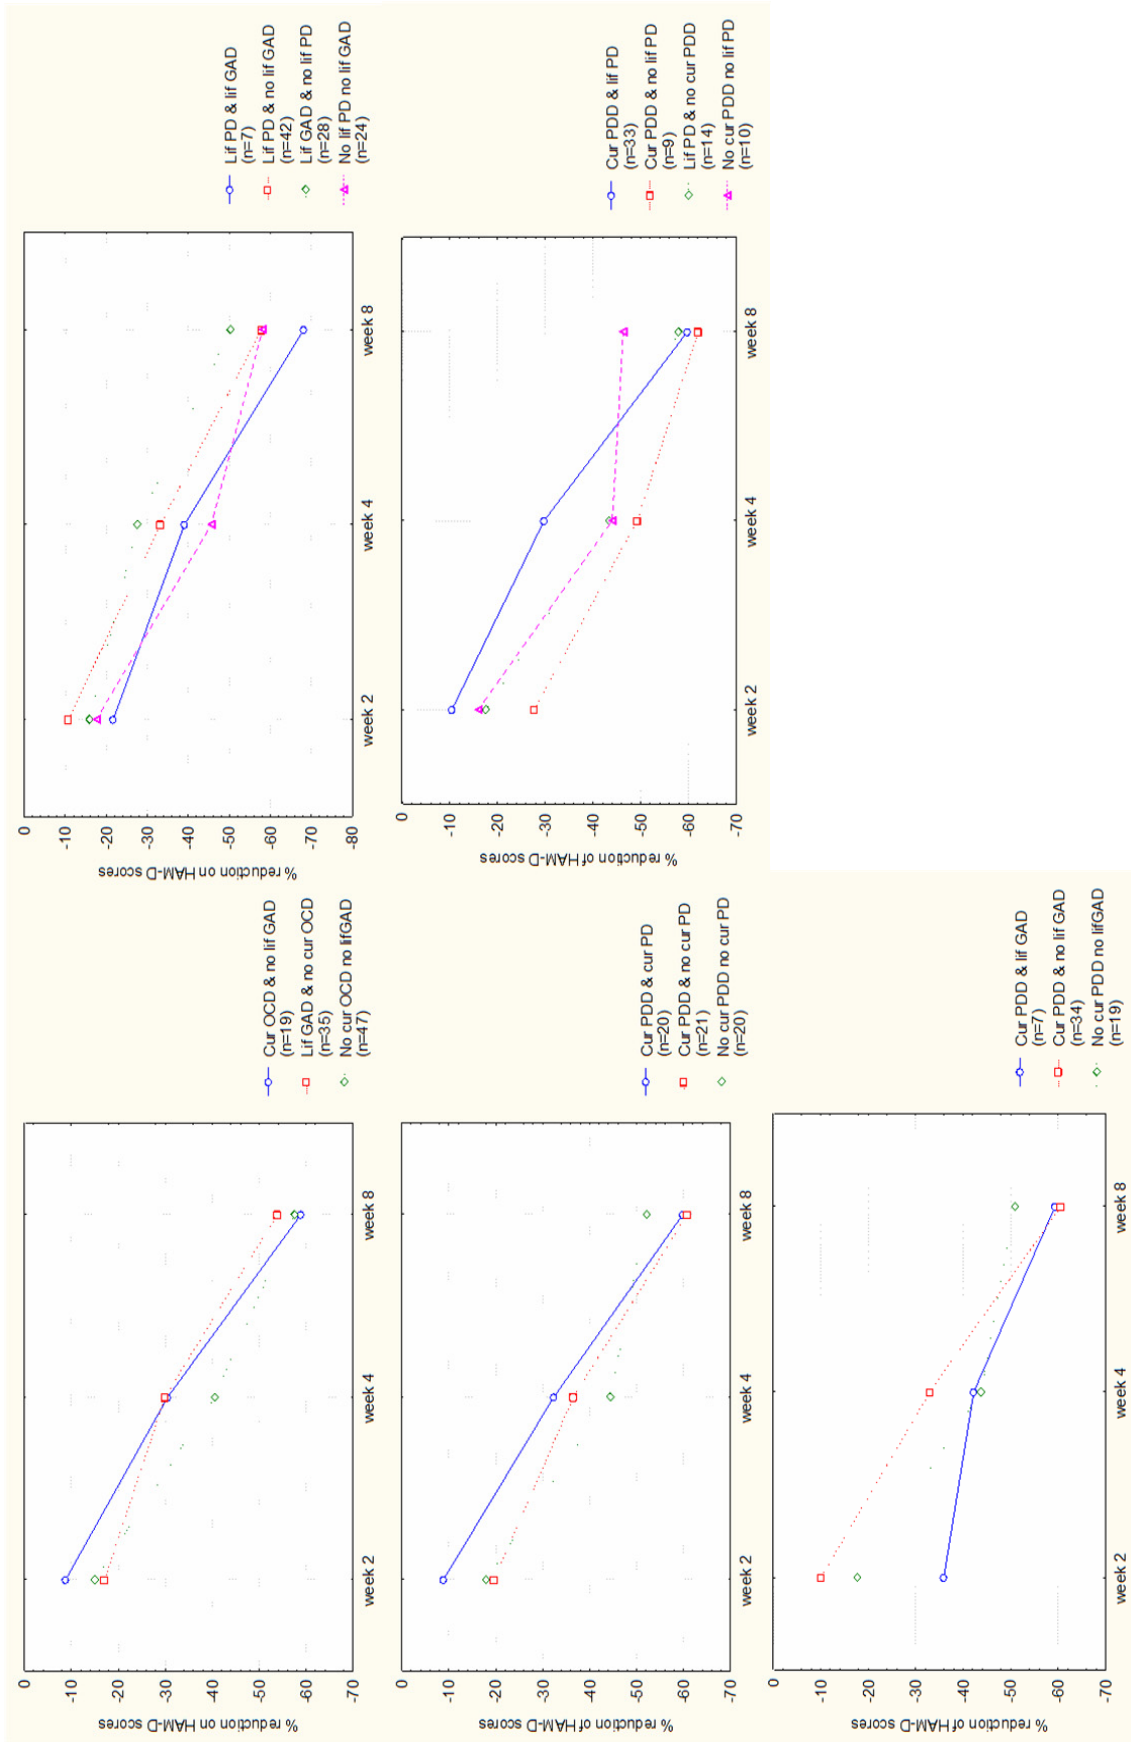 0
-10
-20
-30
-40
-50
-60
-70
% reduction on HAM-D scores
week 2
week 4
week 8
Cur OCD & no lif GAD
(n=19)
Lif GAD & no cur OCD
(n=35)
No cur OCD no lifGAD
(n=47)
0
-10
-20
-30
-40
-50
-60
-70
-80
% reduction on HAM-D scores
week 2
week 4
week 8
Lif PD & lif GAD
(n=7)
Lif PD & no lif GAD
(n=42)
Lif GAD & no lif PD
(n=28)
No lif PD no lif GAD
(n=24)
0
-10
-20
-30
-40
-50
-60
-70
% reduction of HAM-D scores
week 2
week 4
week 8
Cur PDD & cur PD
(n=20)
Cur PDD & no cur PD
(n=21)
No cur PDD no cur PD
(n=20)
0
-10
-20
-30
-40
-50
-60
-70
% reduction of HAM-D scores
week 2
week 4
week 8
Cur PDD & lif PD
(n=33)
Cur PDD & no lif PD
(n=9)
Lif PD & no cur PDD
(n=14)
No cur PDD no lif PD
(n=10)
0
-10
-20
-30
-40
-50
-60
-70
% reduction of HAM-D scores
week 2
week 4
week 8
Cur PDD & lif GAD
(n=7)
Cur PDD & no lif GAD
(n=34)
No cur PDD no lifGAD
(n=19)